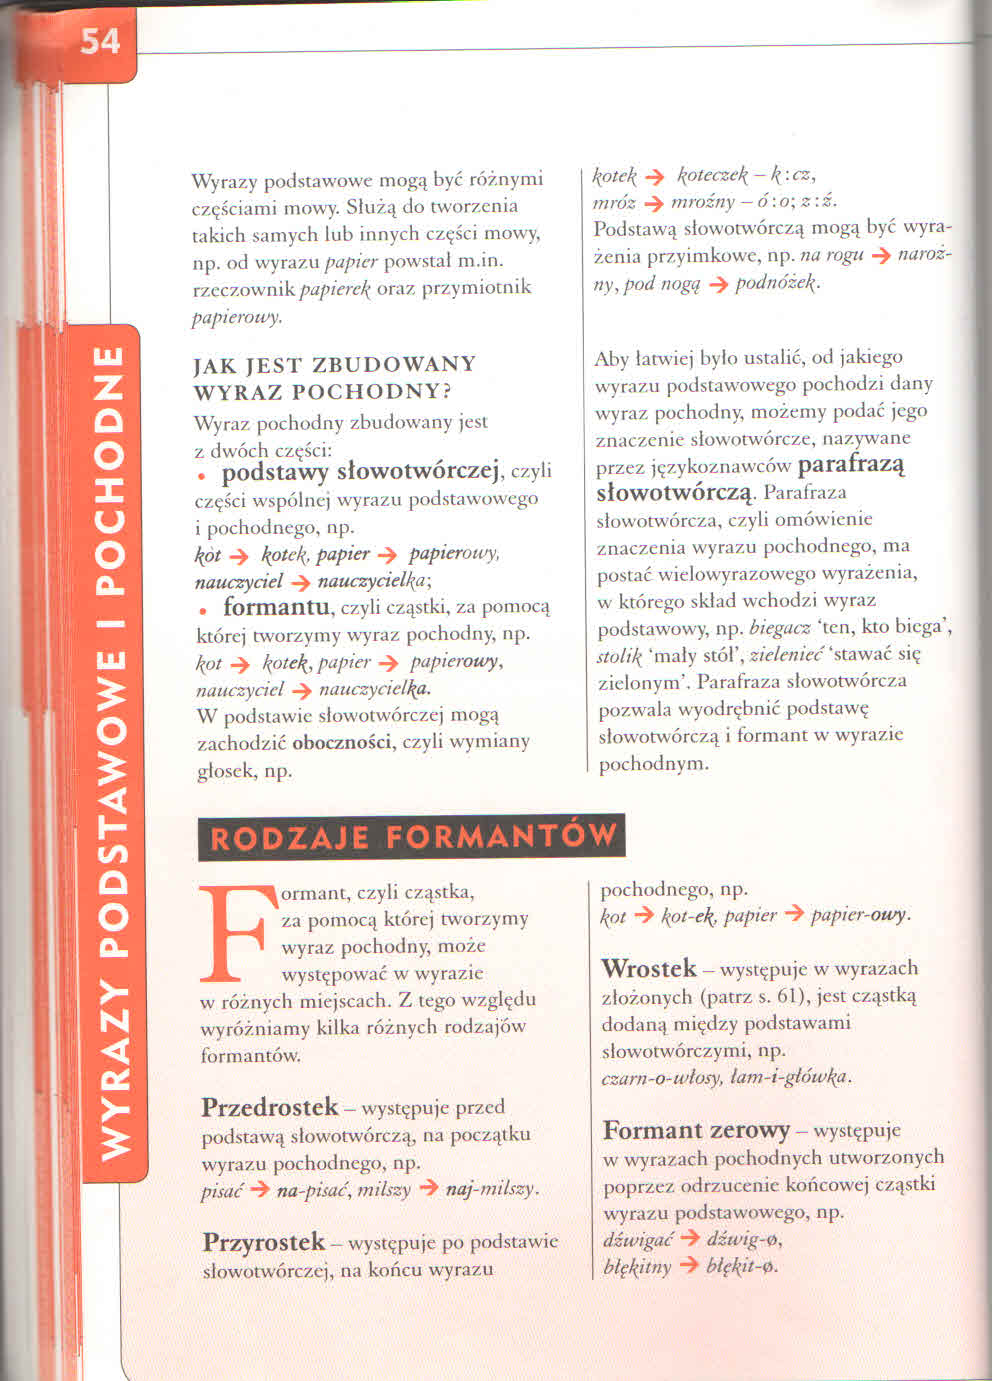 54
WYRAZY PODSTAWOWE I POCHODNE
Wyrazy podstawowe mogą być różnymi
częściami mowy. Służą do tworzenia
takich samych lub innych części mowy,
np. od wyrazu papier powstał m.in.
rzeczownik papierek oraz przymiotnik
papierowy.
JAK JEST ZBUDOWANY
WYRAZ POCHODNY?
Wyraz pochodny zbudowany jest
z dwóch części:
• podstawy słowotwórczej, czyli
części wspólnej wyrazu podstawowego
i pochodnego, np.
kot → kotek, papier → papierowy,
nauczyciel → nauczycielka;
• formantu, czyli cząstki, za pomocą
której tworzymy wyraz pochodny, np.
kot → kotek, papier → papierowy,
nauczyciel → nauczycielka.
W podstawie słowotwórczej mogą
zachodzić oboczności, czyli wymiany
głosek, np.
kotek → koteczek – k : cz,
mróz → mroźny – ó : o; z : ź.
Podstawą słowotwórczą mogą być wyra-
żenia przyimkowe, np. na rogu → naroż-
ny, pod nogą → podnóżek.
Aby łatwiej było ustalić, od jakiego
wyrazu podstawowego pochodzi dany
wyraz pochodny, możemy podać jego
znaczenie słowotwórcze, nazywane
przez językoznawców parafrazą
słowotwórczą. Parafraza
słowotwórcza, czyli omówienie
znaczenia wyrazu pochodnego, ma
postać wielowyrazowego wyrażenia,
w którego skład wchodzi wyraz
podstawowy, np. biegacz ‘ten, kto biega’,
stolik ‘mały stół’, zielenieć ‘stawać się
zielonym’. Parafraza słowotwórcza
pozwala wyodrębnić podstawę
słowotwórczą i formant w wyrazie
pochodnym.
RODZAJE FORMANTÓW
Formant, czyli cząstka,
za pomocą której tworzymy
wyraz pochodny, może
występować w wyrazie
w różnych miejscach. Z tego względu
wyróżniamy kilka różnych rodzajów
formantów.
Przedrostek – występuje przed
podstawą słowotwórczą, na początku
wyrazu pochodnego, np.
pisać → na-pisać, milszy → naj-milszy.
Przyrostek – występuje po podstawie
słowotwórczej, na końcu wyrazu
pochodnego, np.
kot → kot-ek, papier → papier-owy.
Wrostek – występuje w wyrazach
złożonych (patrz s. 61), jest cząstką
dodaną między podstawami
słowotwórczymi, np.
czarn-o-włosy, łam-i-główka.
Formant zerowy – występuje
w wyrazach pochodnych utworzonych
poprzez odrzucenie końcowej cząstki
wyrazu podstawowego, np.
dźwigać → dźwig-ø,
błękitny → błękit-ø.